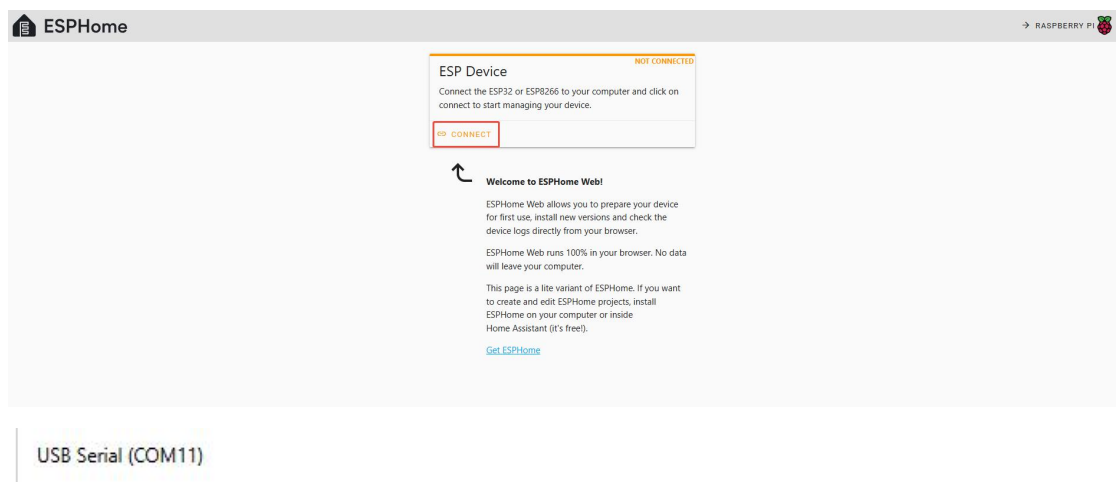 ESPHome
→ RASPBERRY PI
NOT CONNECTED
ESP Device
Connect the ESP32 or ESP8266 to your computer and click on
connect to start managing your device.
CONNECT
Welcome to ESPHome Web!
ESPHome Web allows you to prepare your device
for first use, install new versions and check the
device logs directly from your browser.
ESPHome Web runs 100% in your browser. No data
will leave your computer.
This page is a lite variant of ESPHome. If you want
to create and edit ESPHome projects, install
ESPHome on your computer or inside
Home Assistant (it's free!).
Get ESPHome
USB Serial (COM11)